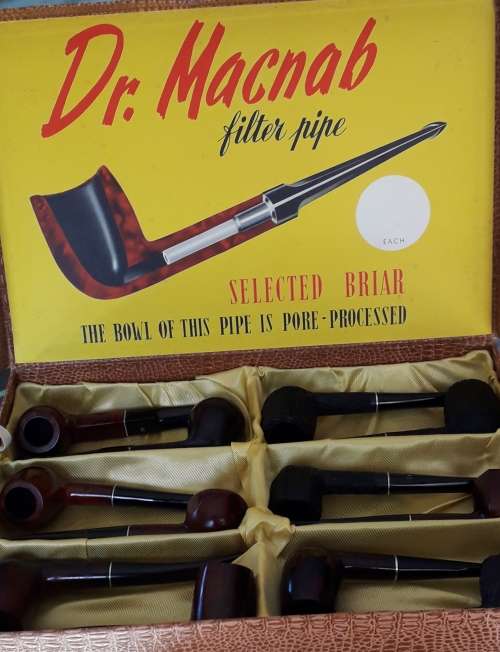 Dr. Macnab
filter pipe
EACH
SELECTED BRIAR
THE BOWL OF THIS PIPE IS PORE-PROCESSED